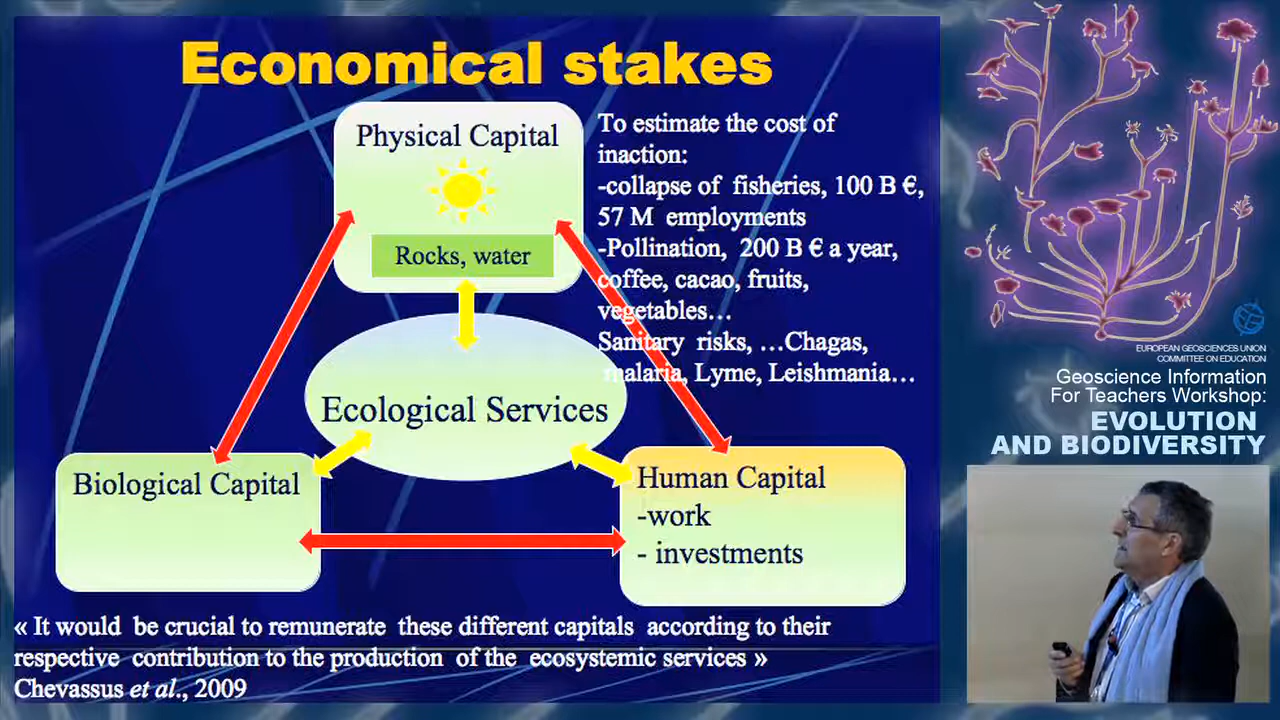 Economical stakes
Physical Capital
Rocks, water
Ecological Services
Biological Capital
Human Capital
-work
- investments
To estimate the cost of
inaction:
-collapse of fisheries, 100 B €,
57 M employments
-Pollination, 200 B € a year,
coffee, cacao, fruits,
vegetables…
Sanitary risks, …Chagas,
malaria, Lyme, Leishmania…
« It would be crucial to remunerate these different capitals according to their
respective contribution to the production of the ecosystemic services »
Chevassus et al., 2009
EUROPEAN GEOSCIENCES UNION
COMMITTEE ON EDUCATION
Geoscience Information
For Teachers Workshop:
EVOLUTION
AND BIODIVERSITY